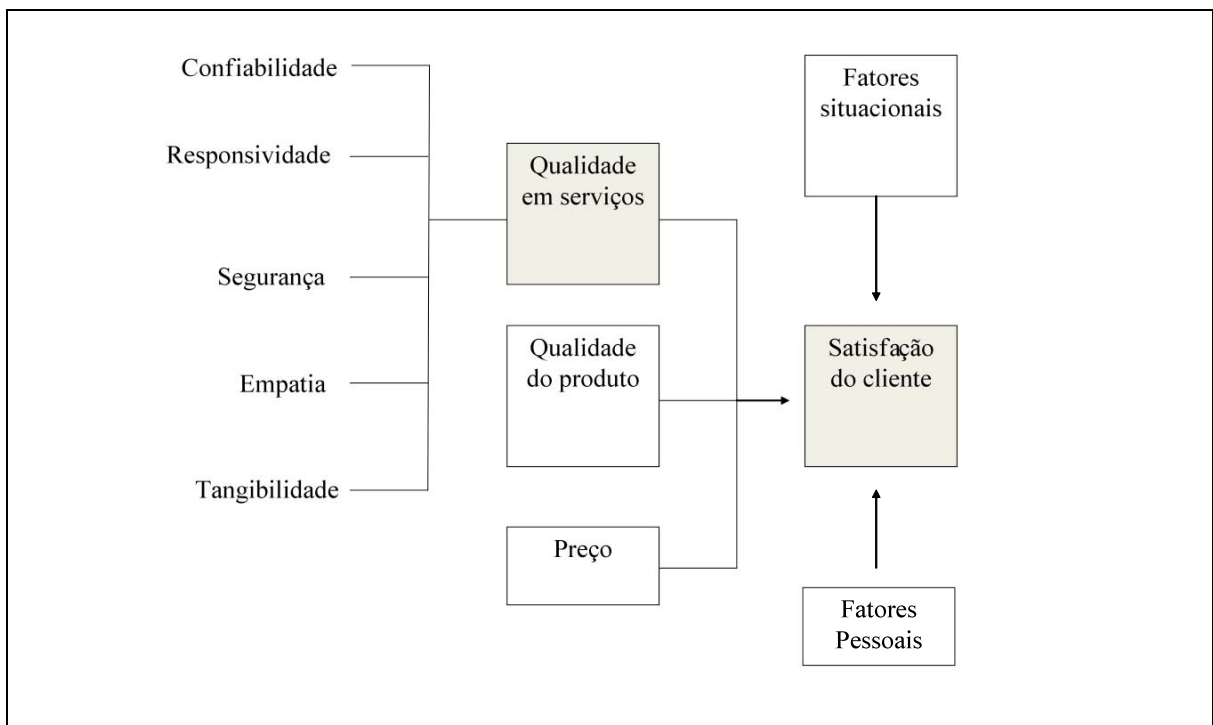 Confiabilidade
Responsividade
Segurança
Empatia
Tangibilidade
Qualidade
em serviços
Qualidade
do produto
Preço
Fatores
situacionais
Satisfação
do cliente
Fatores
Pessoais